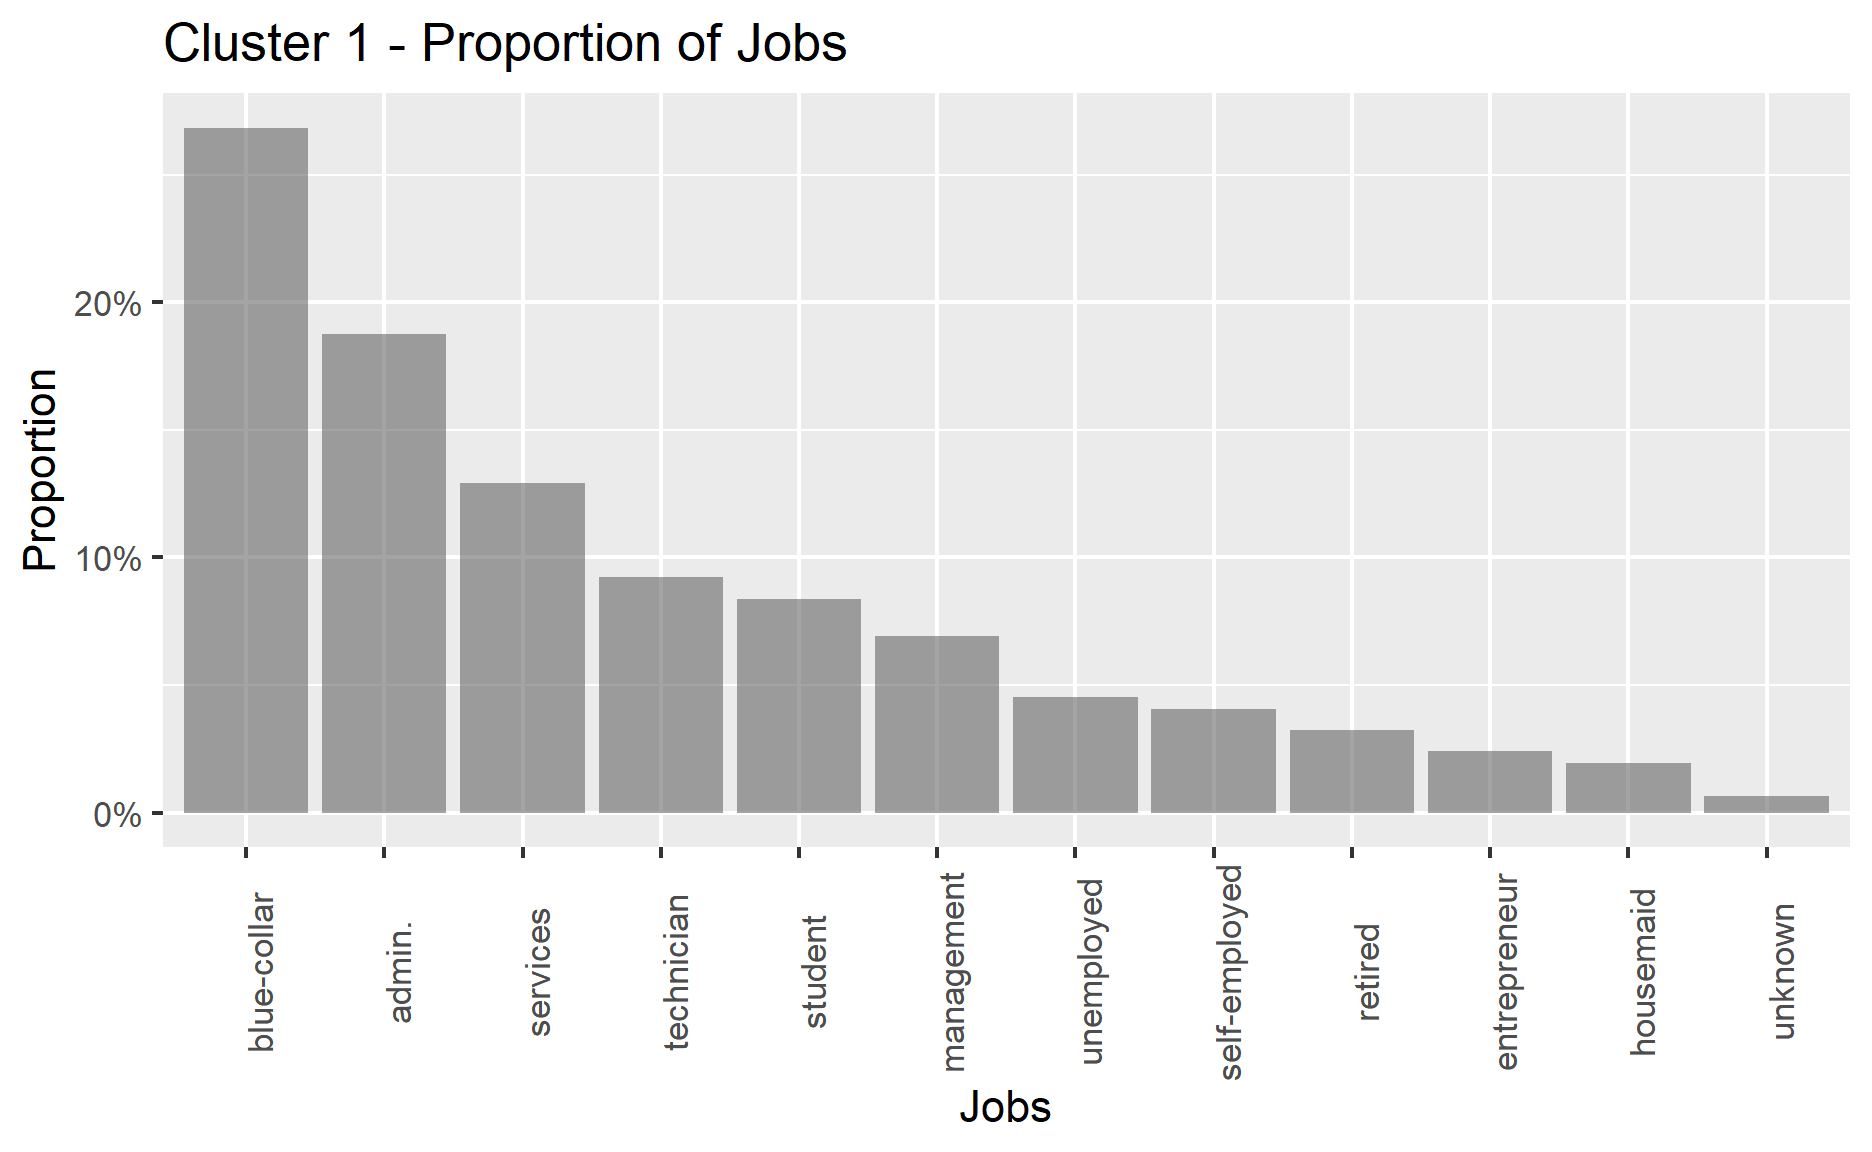 Cluster 1 - Proportion of Jobs
Proportion
20%
10%
0%
blue-collar
admin.
services
technician
student
management
unemployed
self-employed
retired
entrepreneur
housemaid
unknown
Jobs